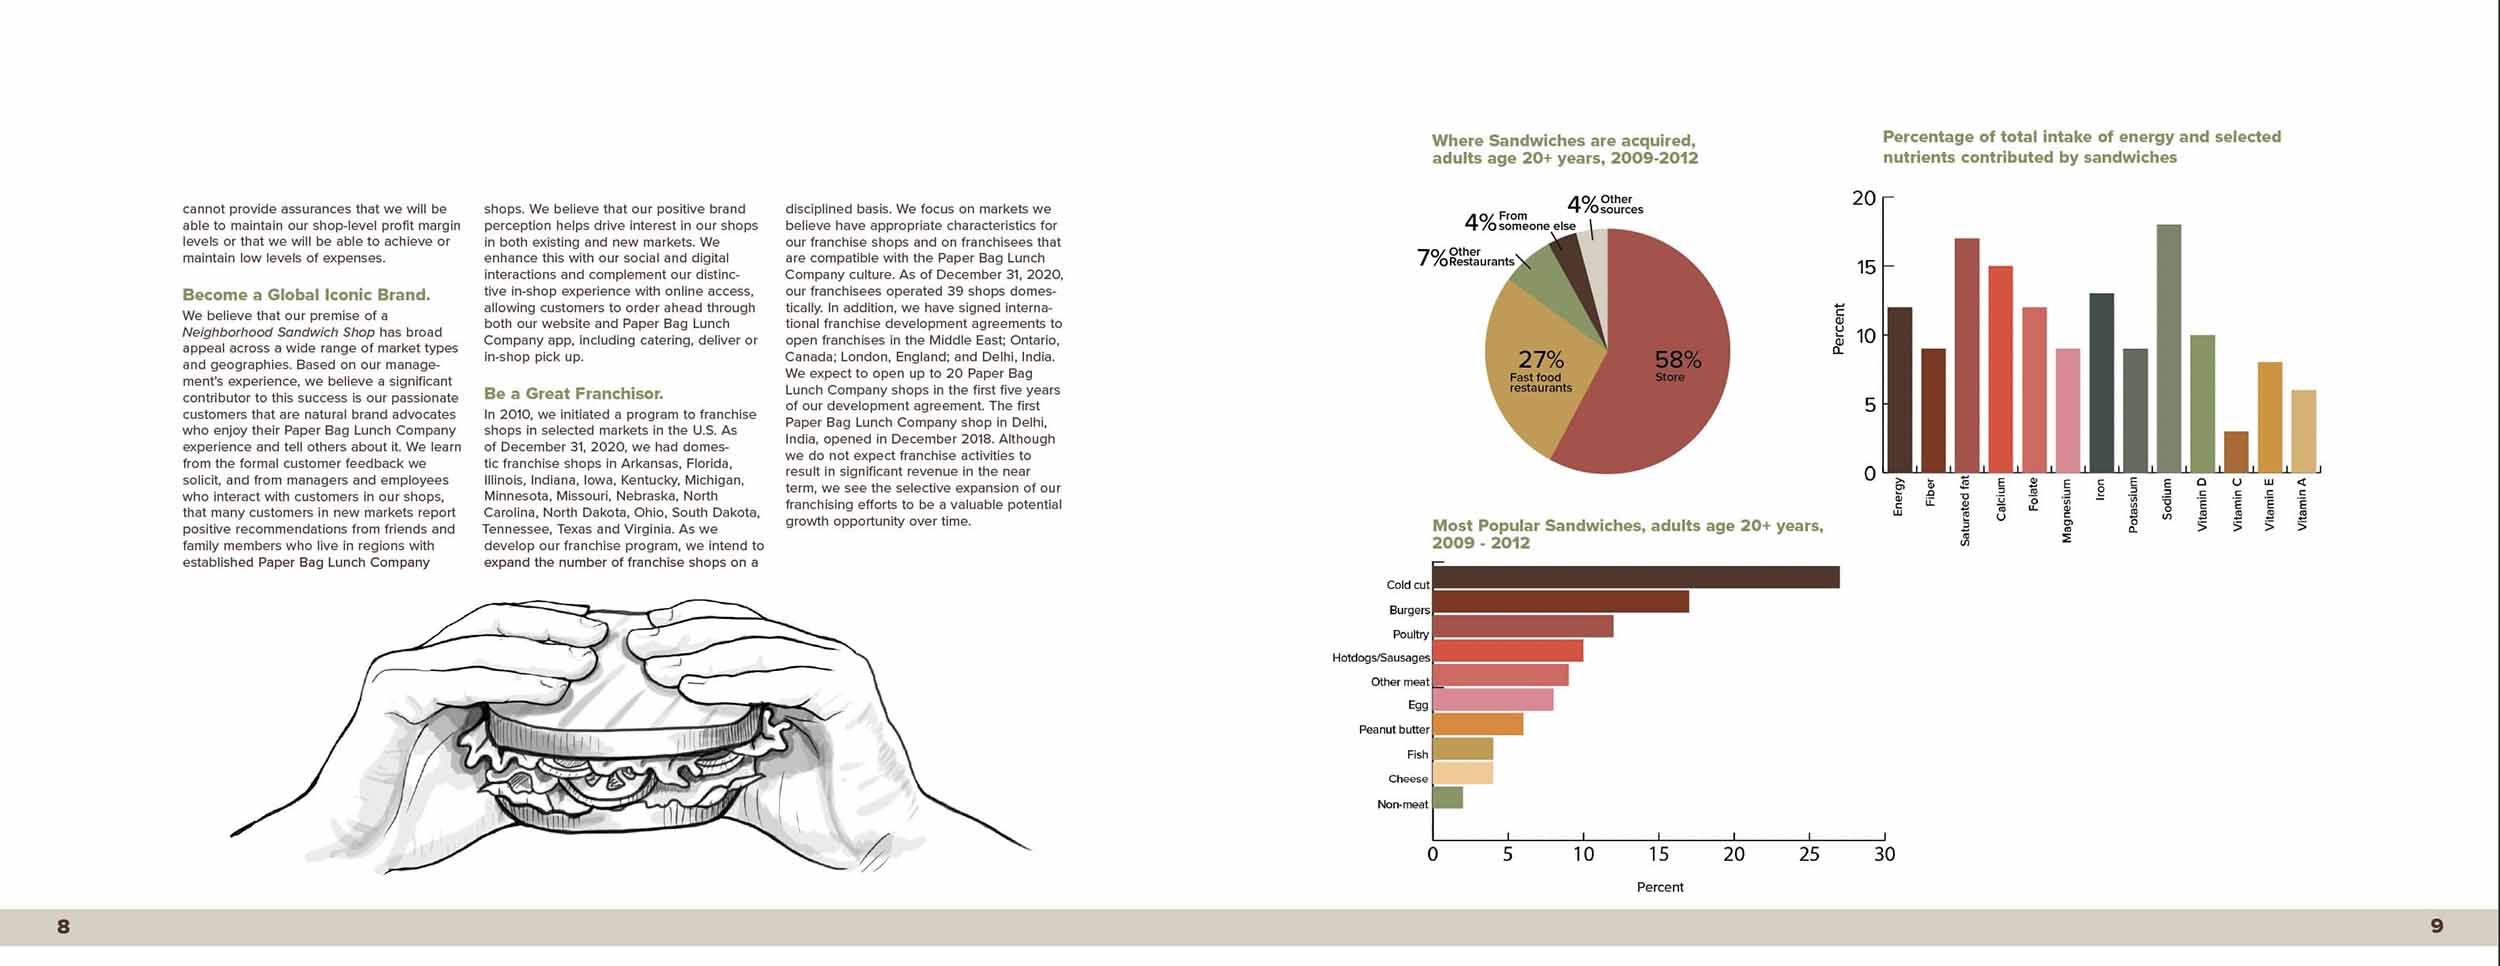 cannot provide assurances that we will be
able to maintain our shop-level profit margin
levels or that we will be able to achieve or
maintain low levels of expenses.
Become a Global Iconic Brand.
We believe that our premise of a
Neighborhood Sandwich Shop has broad
appeal across a wide range of market types
and geographies. Based on our manage-
ment's experience, we believe a significant
contributor to this success is our passionate
customers that are natural brand advocates
who enjoy their Paper Bag Lunch Company
experience and tell others about it. We learn
from the formal customer feedback we
solicit, and from managers and employees
who interact with customers in our shops,
that many customers in new markets report
positive recommendations from friends and
family members who live in regions with
established Paper Bag Lunch Company
shops. We believe that our positive brand
perception helps drive interest in our shops
in both existing and new markets. We
enhance this with our social and digital
interactions and complement our distinc-
tive in-shop experience with online access,
allowing customers to order ahead through
both our website and Paper Bag Lunch
Company app, including catering, deliver or
in-shop pick up.
Be a Great Franchisor.
In 2010, we initiated a program to franchise
shops in selected markets in the U.S. As
of December 31, 2020, we had domes-
tic franchise shops in Arkansas, Florida,
Illinois, Indiana, Iowa, Kentucky, Michigan,
Minnesota, Missouri, Nebraska, North
Carolina, North Dakota, Ohio, South Dakota,
Tennessee, Texas and Virginia. As we
develop our franchise program, we intend to
expand the number of franchise shops on a
disciplined basis. We focus on markets we
believe have appropriate characteristics for
our franchise shops and on franchisees that
are compatible with the Paper Bag Lunch
Company culture. As of December 31, 2020,
our franchisees operated 39 shops domes-
tically. In addition, we have signed interna-
tional franchise development agreements to
open franchises in the Middle East; Ontario,
Canada; London, England; and Delhi, India.
We expect to open up to 20 Paper Bag
Lunch Company shops in the first five years
of our development agreement. The first
Paper Bag Lunch Company shop in Delhi,
India, opened in December 2018. Although
we do not expect franchise activities to
result in significant revenue in the near
term, we see the selective expansion of our
franchising efforts to be a valuable potential
growth opportunity over time.
8
Where Sandwiches are acquired,
adults age 20+ years, 2009-2012
4% Other
sources
4% From
someone else
7% Other
Restaurants
27%
Fast food
restaurants
58%
Store
Percentage of total intake of energy and selected
nutrients contributed by sandwiches
Percent
20
15
10
5
0
Energy
Fiber
Saturated fat
Calcium
Folate
Magnesium
Iron
Potassium
Sodium
Vitamin D
Vitamin C
Vitamin E
Vitamin A
Most Popular Sandwiches, adults age 20+ years,
2009 - 2012
Cold cut
Burgers
Poultry
Hotdogs/Sausages
Other meat
Egg
Peanut butter
Fish
Cheese
Non-meat
0 5 10 15 20 25 30
Percent
9